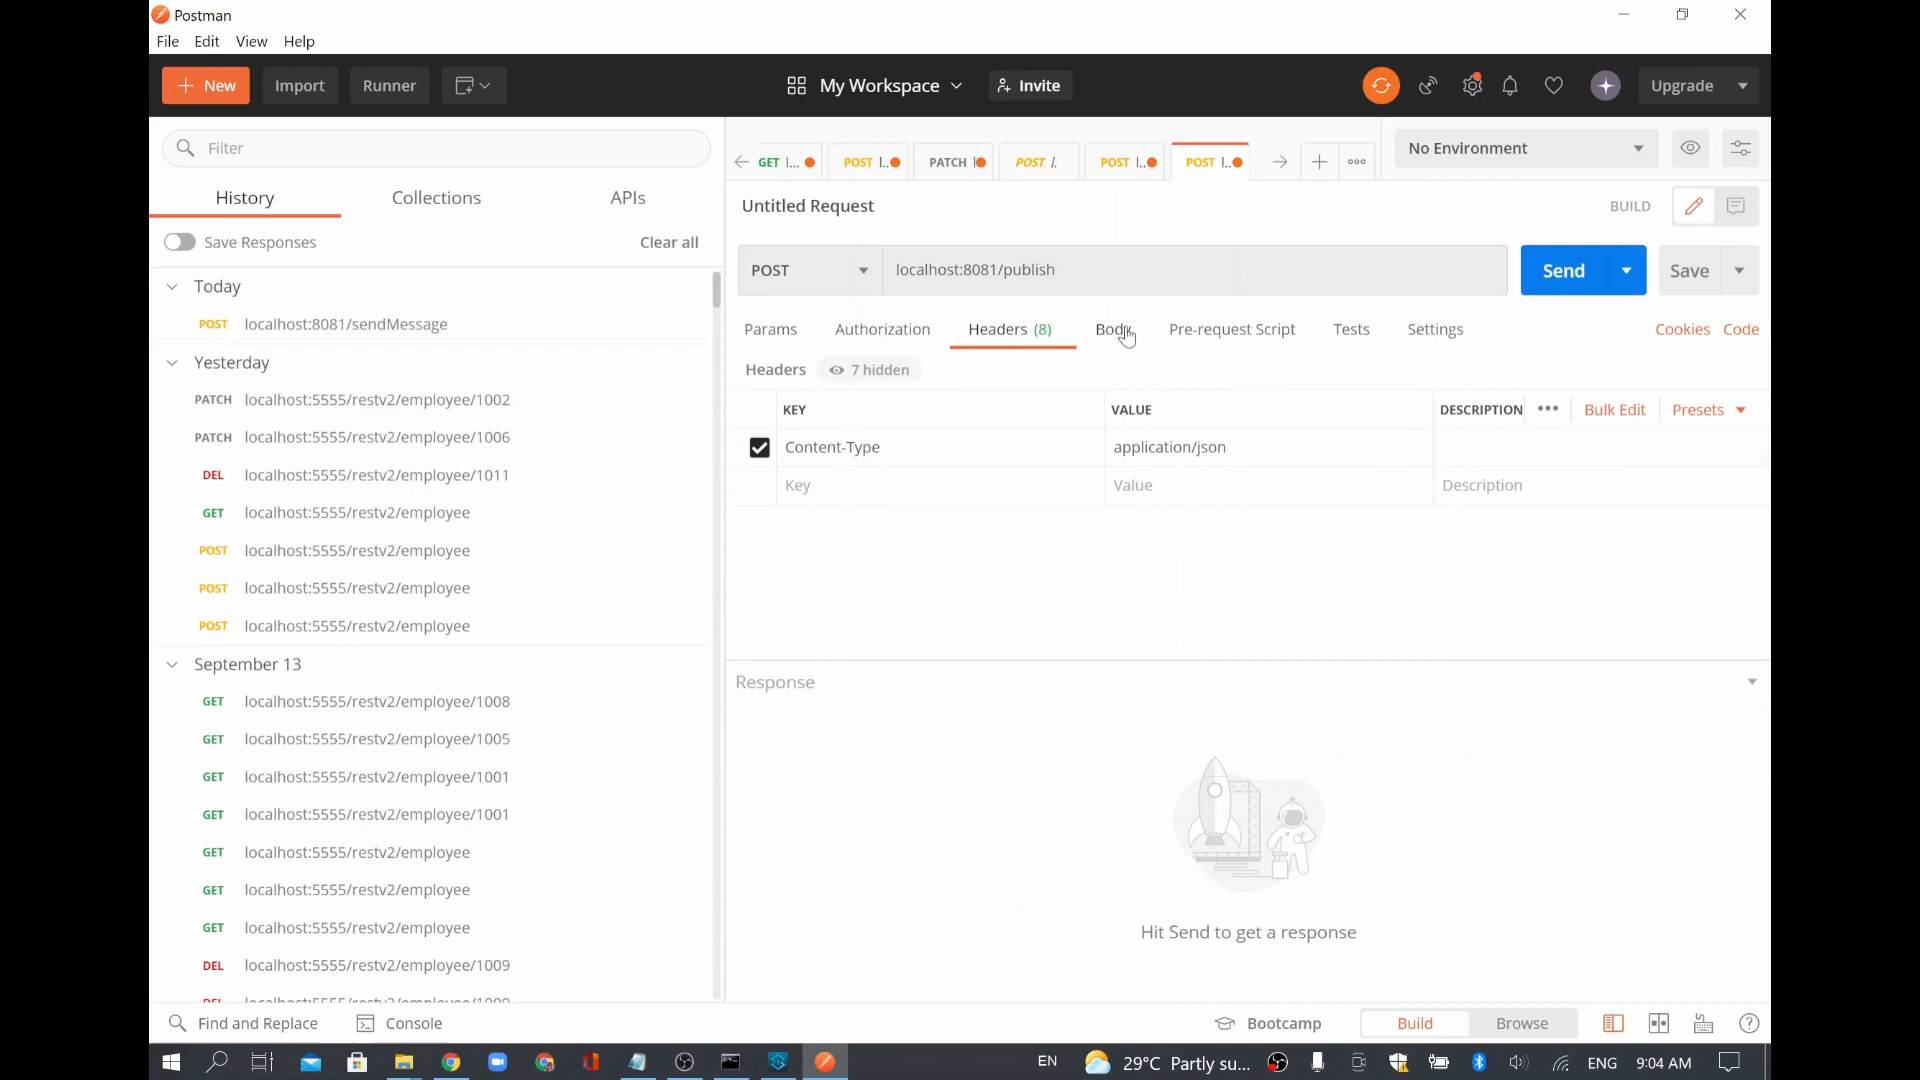 Postman
File Edit View Help
New Import Runner My Workspace Invite Upgrade
Filter
History Collections APIs
Save Responses Clear all
Today
POST localhost:8081/sendMessage
Yesterday
PATCH localhost:5555/restv2/employee/1002
PATCH localhost:5555/restv2/employee/1006
DEL localhost:5555/restv2/employee/1011
GET localhost:5555/restv2/employee
POST localhost:5555/restv2/employee
POST localhost:5555/restv2/employee
POST localhost:5555/restv2/employee
September 13
GET localhost:5555/restv2/employee/1008
GET localhost:5555/restv2/employee/1005
GET localhost:5555/restv2/employee/1001
GET localhost:5555/restv2/employee/1001
GET localhost:5555/restv2/employee
GET localhost:5555/restv2/employee
GET localhost:5555/restv2/employee
DEL localhost:5555/restv2/employee/1009
GET l... POST l.. PATCH l POST /. POST l.. POST l..
No Environment
Untitled Request BUILD
POST localhost:8081/publish Send Save
Params Authorization Headers (8) Body Pre-request Script Tests Settings Cookies Code
Headers 7 hidden
KEY VALUE DESCRIPTION Bulk Edit Presets
Content-Type application/json
Key Value Description
Response
Hit Send to get a response
Find and Replace Console Bootcamp Build Browse
EN 29°C Partly su... ENG 9:04 AM